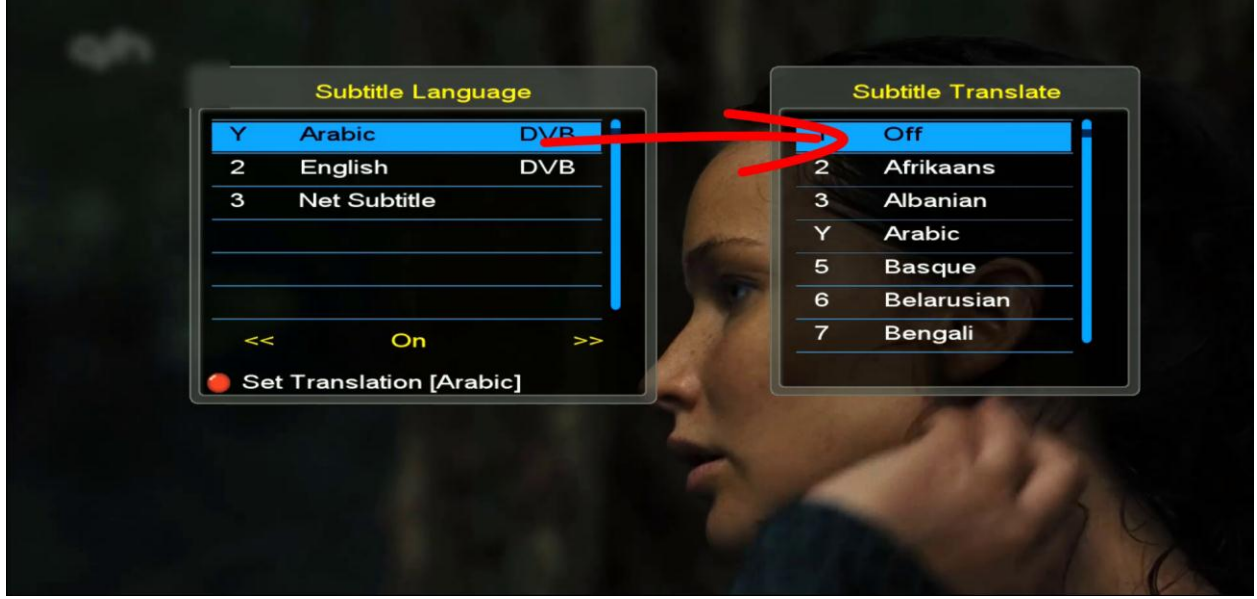 Subtitle Language
Y Arabic DVB
2 English DVB
3 Net Subtitle
<< On >>
Set Translation [Arabic]
Subtitle Translate
1 Off
2 Afrikaans
3 Albanian
Y Arabic
5 Basque
6 Belarusian
7 Bengali